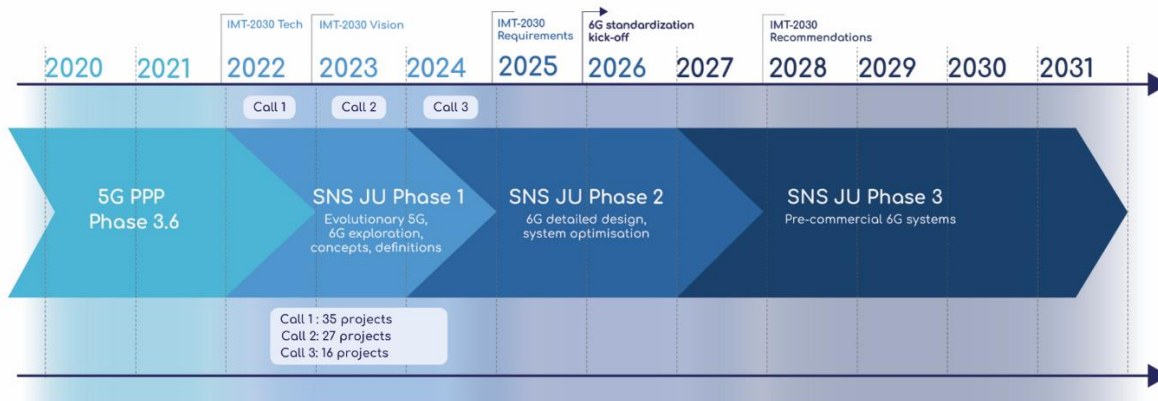 IMT-2030 Tech
IMT-2030 Vision
IMT-2030
Requirements
6G standardization
kick-off
IMT-2030
Recommendations
2020
2021
2022
2023
2024
2025
2026
2027
2028
2029
2030
2031
Call 1
Call 2
Call 3
5G PPP
Phase 3.6
SNS JU Phase 1
Evolutionary 5G,
6G exploration,
concepts, definitions
SNS JU Phase 2
6G detailed design,
system optimisation
SNS JU Phase 3
Pre-commercial 6G systems
Call 1 : 35 projects
Call 2: 27 projects
Call 3: 16 projects